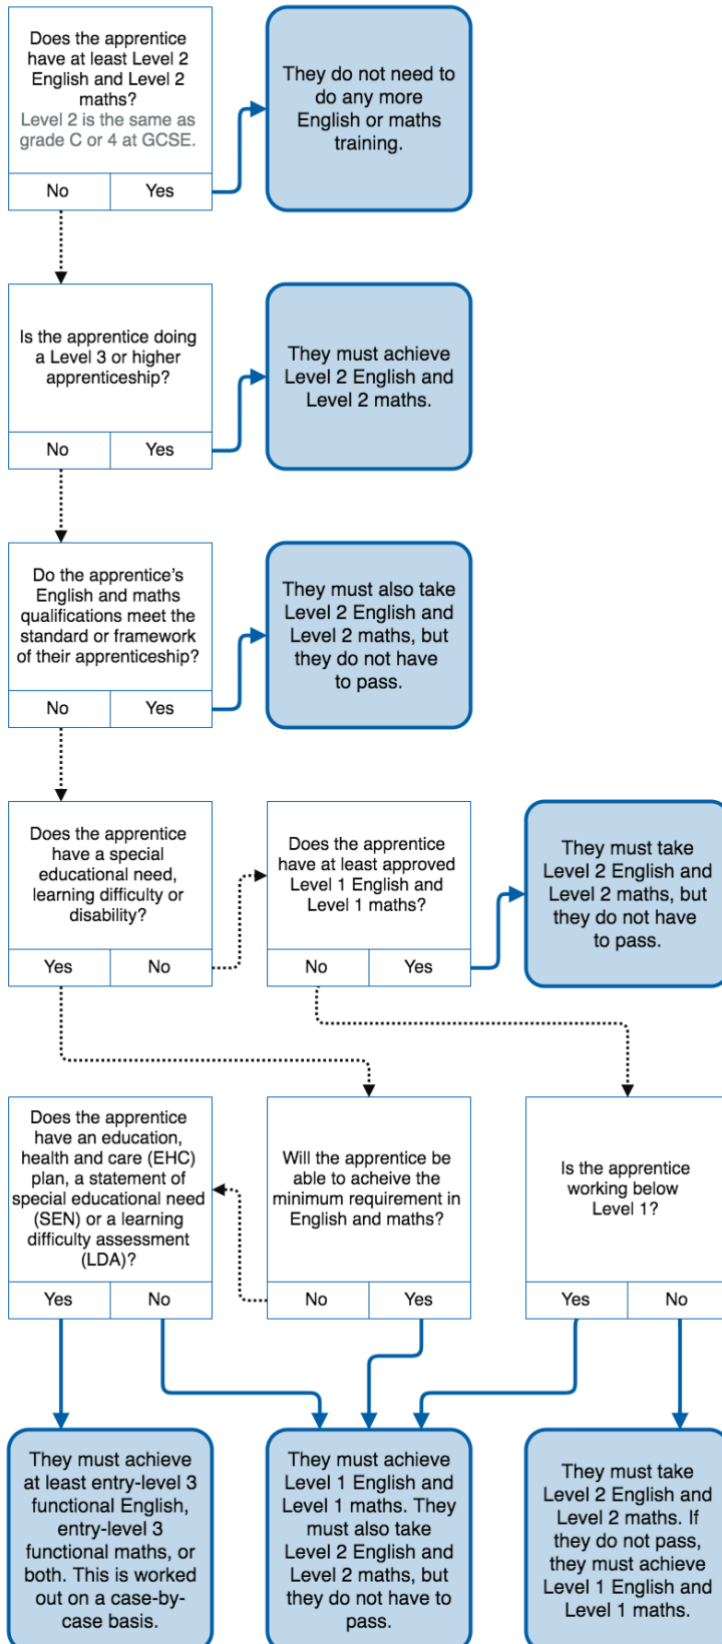 Does the apprentice
have at least Level 2
English and Level 2
maths?
Level 2 is the same as
grade C or 4 at GCSE.
No
Yes
They do not need to
do any more
English or maths
training.
Is the apprentice doing
a Level 3 or higher
apprenticeship?
No
Yes
They must achieve
Level 2 English and
Level 2 maths.
Do the apprentice’s
English and maths
qualifications meet the
standard or framework
of their apprenticeship?
No
Yes
They must also take
Level 2 English and
Level 2 maths, but
they do not have
to pass.
Does the apprentice
have a special
educational need,
learning difficulty or
disability?
Yes
No
Does the apprentice
have at least approved
Level 1 English and
Level 1 maths?
No
Yes
They must take
Level 2 English and
Level 2 maths, but
they do not have
to pass.
Does the apprentice
have an education,
health and care (EHC)
plan, a statement of
special educational need
(SEN) or a learning
difficulty assessment
(LDA)?
Yes
No
Will the apprentice be
able to acheive the
minimum requirement in
English and maths?
No
Yes
Is the apprentice
working below
Level 1?
Yes
No
They must achieve
at least entry-level 3
functional English,
entry-level 3
functional maths, or
both. This is worked
out on a case-by-
case basis.
They must achieve
Level 1 English and
Level 1 maths. They
must also take
Level 2 English and
Level 2 maths, but
they do not have to
pass.
They must take
Level 2 English and
Level 2 maths. If
they do not pass,
they must achieve
Level 1 English and
Level 1 maths.